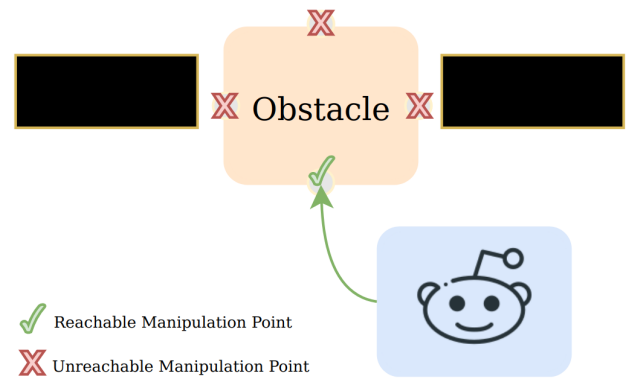 Obstacle
Reachable Manipulation Point
Unreachable Manipulation Point